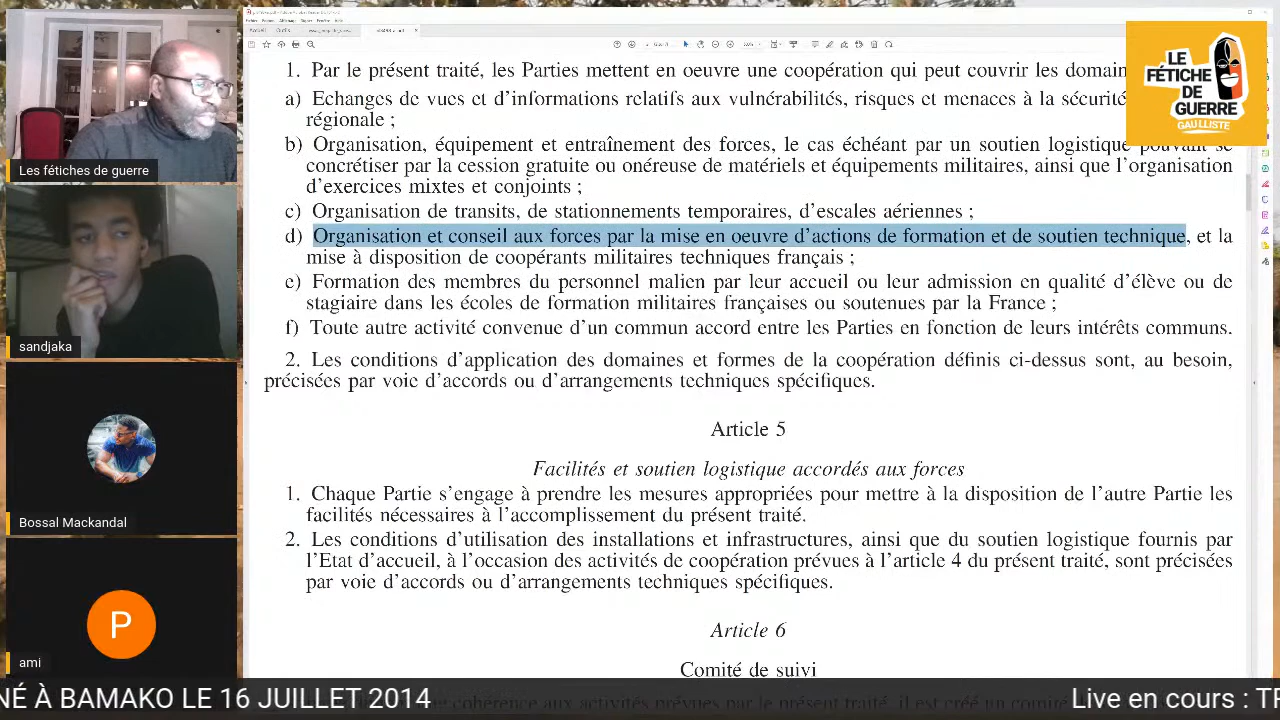 Fichier
Affichage
Fenêtre
Accueil
Outils
LE
FÉTICHE
DE
GUERRE
GAULLISTE
1. Par le présent traité, les Parties mettent en oeuvre une coopération qui peut couvrir les domain
a) Echanges de vues et d'informations relatifs aux vulnérabilités, risques et menaces à la sécurité
régionale ;
b) Organisation, équipement et entraînement des forces, le cas échéant par un soutien logistique pouvant se
concrétiser par la cession gratuite ou onéreuse de matériels et équipements militaires, ainsi que l'organisation
d'exercices mixtes et conjoints ;
c) Organisation de transits, de stationnements temporaires, d'escales aériennes ;
d) Organisation et conseil aux forces par la mise en oeuvre d'actions de formation et de soutien technique, et la
mise à disposition de coopérants militaires techniques français ;
e) Formation des membres du personnel malien par leur accueil ou leur admission en qualité d'élève ou de
stagiaire dans les écoles de formation militaires françaises ou soutenues par la France ;
f) Toute autre activité convenue d'un commun accord entre les Parties en fonction de leurs intérêts communs.
2. Les conditions d'application des domaines et formes de la coopération définis ci-dessus sont, au besoin,
précisées par voie d'accords ou d'arrangements techniques spécifiques.
Article 5
Facilités et soutien logistique accordés aux forces
1. Chaque Partie s'engage à prendre les mesures appropriées pour mettre à la disposition de l'autre Partie les
facilités nécessaires à l'accomplissement du présent traité.
2. Les conditions d'utilisation des installations et infrastructures, ainsi que du soutien logistique fournis par
l'Etat d'accueil, à l'occasion des activités de coopération prévues à l'article 4 du présent traité, sont précisées
par voie d'accords ou d'arrangements techniques spécifiques.
Article 6
Comité de suivi
Les fétiches de guerre
sandjaka
Bossal Mackandal
P
ami
NÉ À BAMAKO LE 16 JUILLET 2014
Live en cours : TR